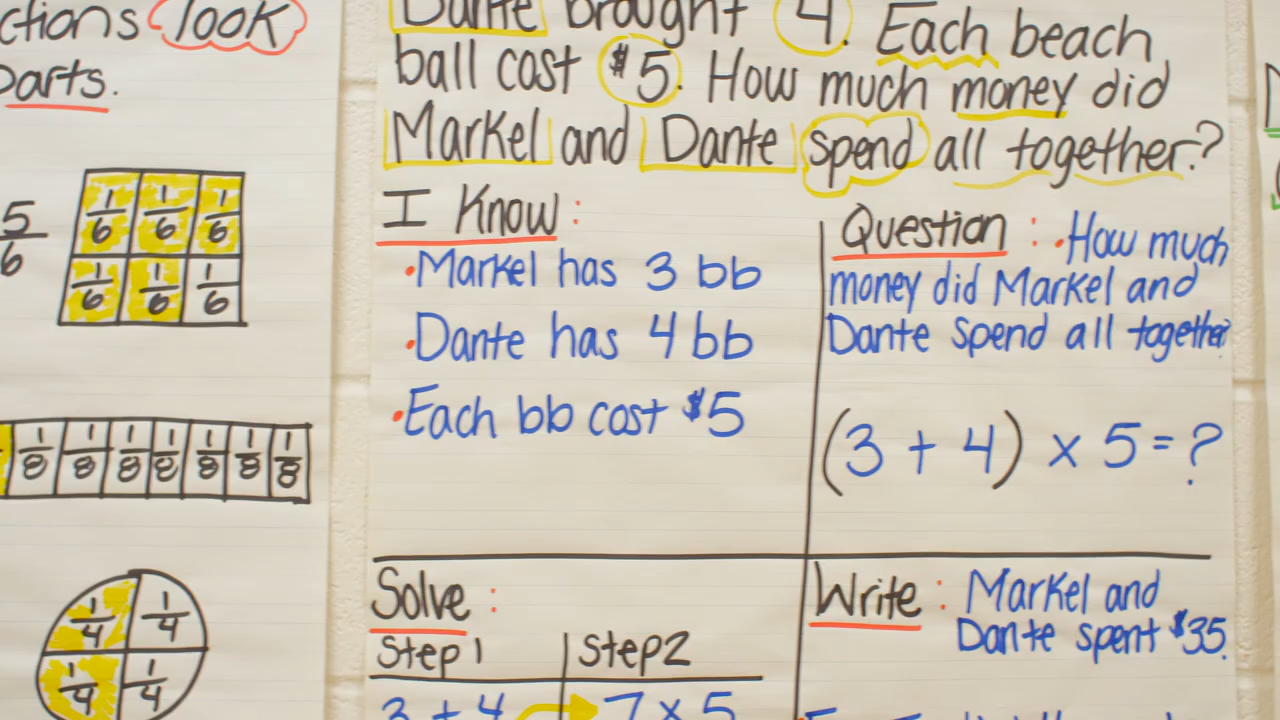 ctions look
parts.
5/6
1/6 1/6 1/6
1/6 1/6 1/6
1/8 1/8 1/8 1/8 1/8 1/8 1/8
1/4 1/4
1/4 1/4
Dante brought 4. Each beach
ball cost $5. How much money did
Markel and Dante spend all together?
I Know:
•Markel has 3 bb
•Dante has 4 bb
•Each bb cost $5
Question: •How much
money did Markel and
Dante spend all together?
(3 + 4) x 5 = ?
Solve:
Step 1 Step 2
3 + 4 7 x 5
Write: Markel and
Dante spent $35.